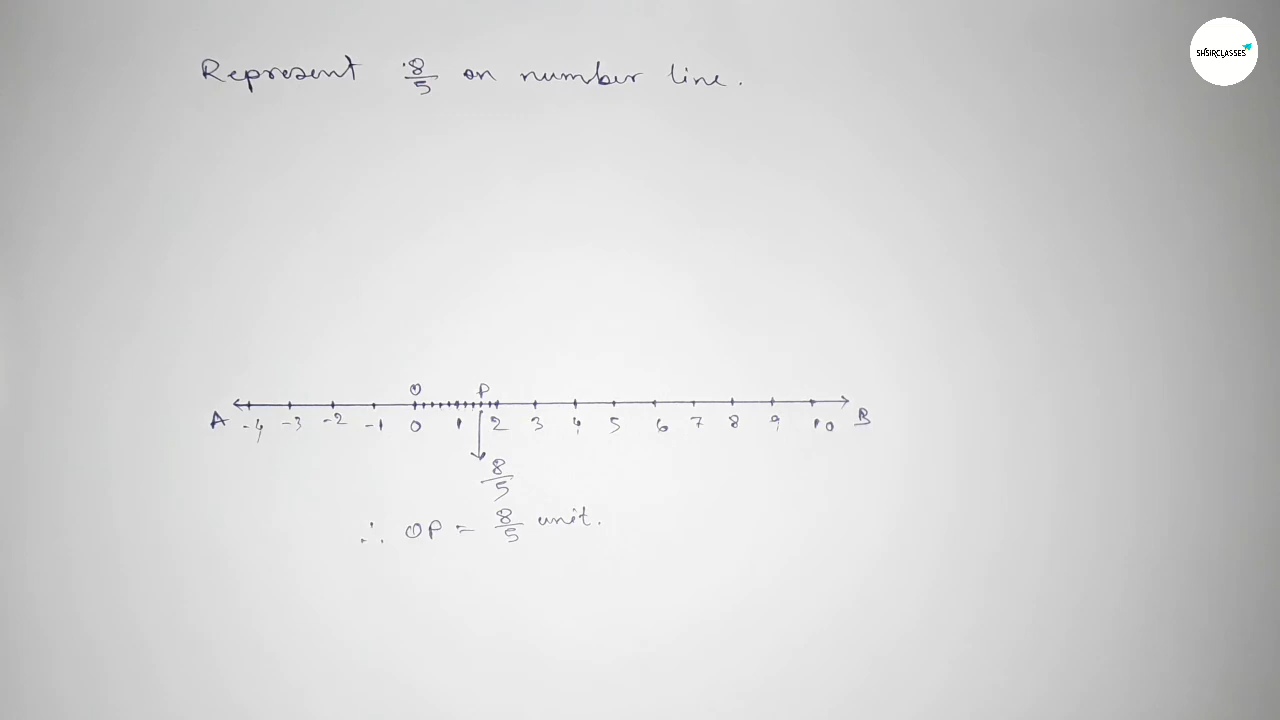 Represent 8/5 on number line.
SHSIRCLASSES
O P
A -4 -3 -2 -1 0 1 2 3 4 5 6 7 8 9 10 B
8/5
∴ OP = 8/5 unit.